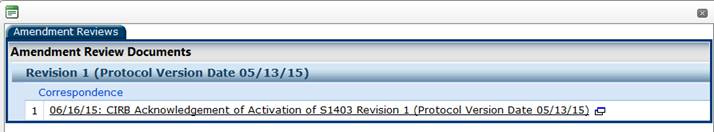 Amendment Reviews
Amendment Review Documents
Revision 1 (Protocol Version Date 05/13/15)
Correspondence
1 06/16/15: CIRB Acknowledgement of Activation of S1403 Revision 1 (Protocol Version Date 05/13/15)